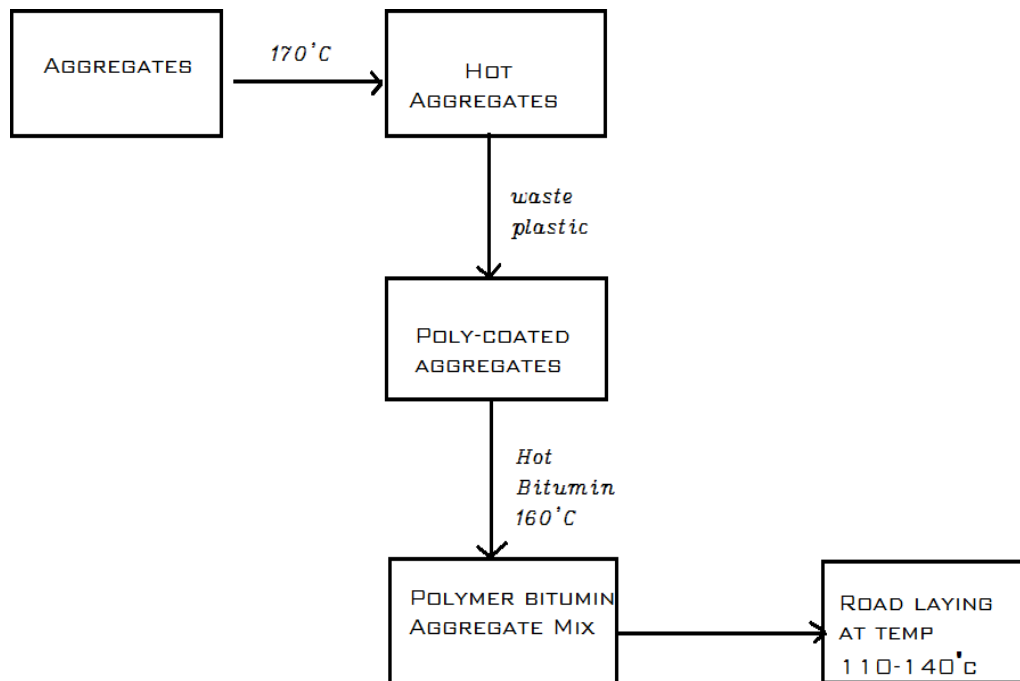 Aggregates
170°C
Hot
Aggregates
waste
plastic
Poly-coated
aggregates
Hot
Bitumin
160°C
Polymer bitumin
Aggregate Mix
Road laying
at temp
110-140°c